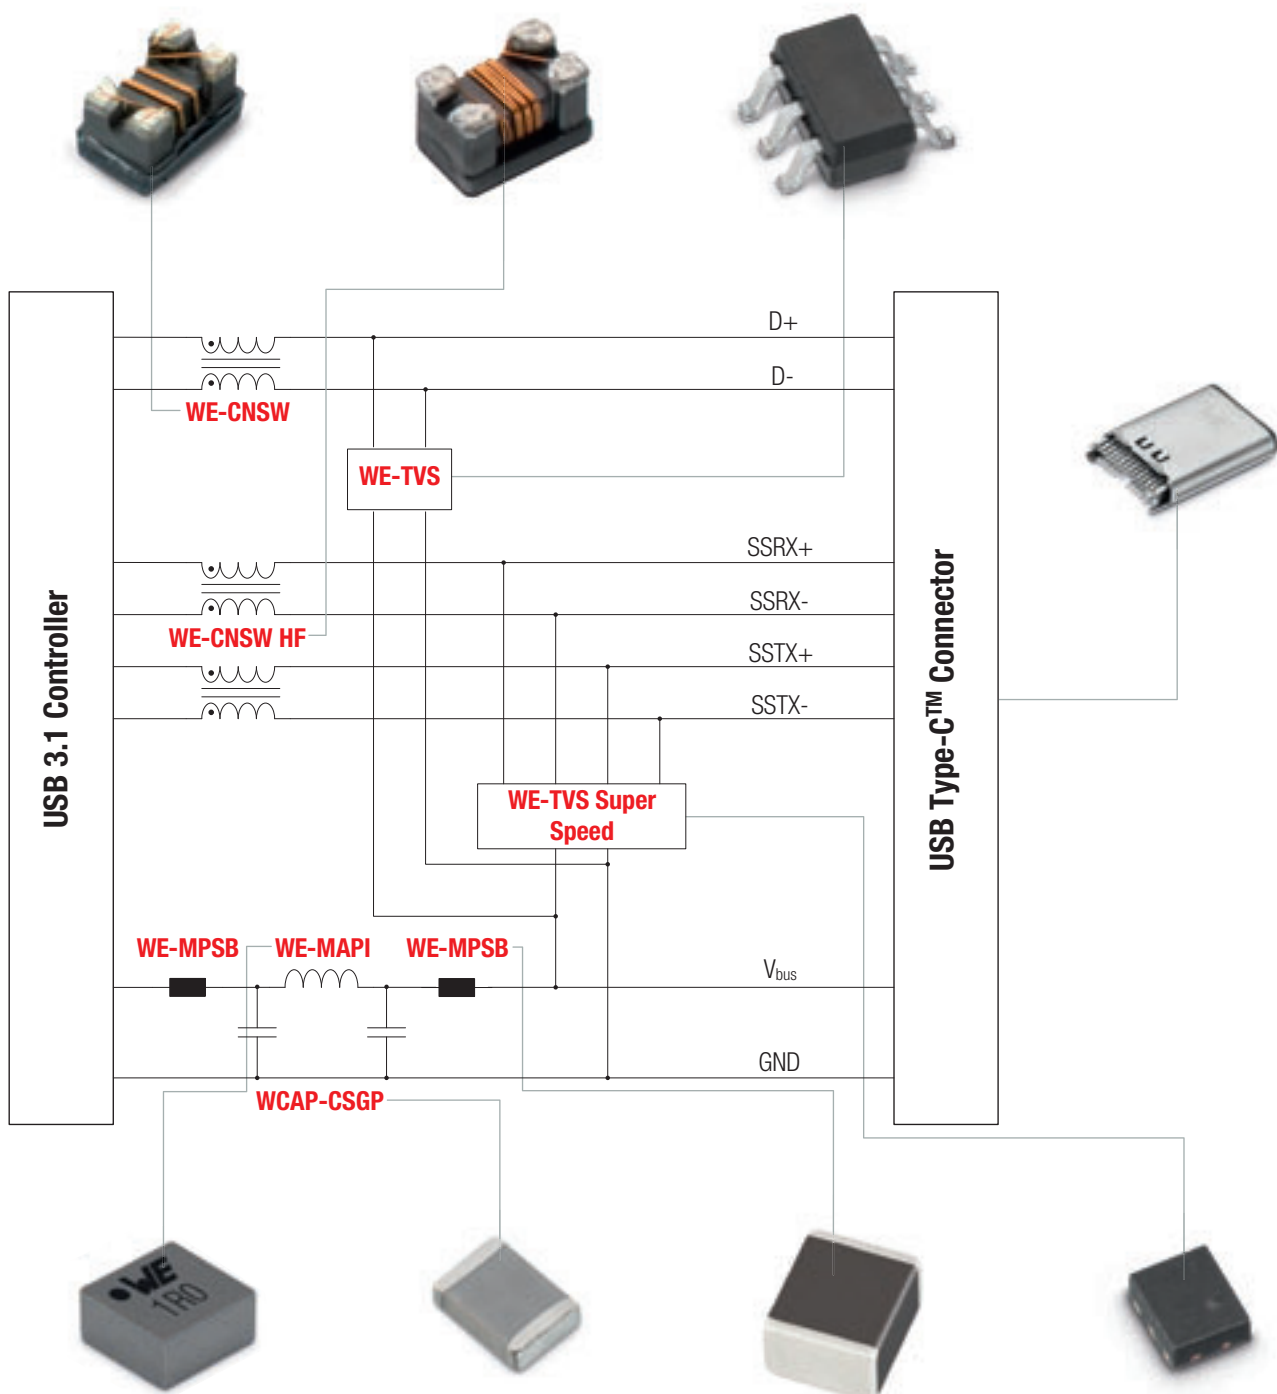 D+
D-
WE-CNSW
WE-TVS
SSRX+
SSRX-
WE-CNSW HF
SSTX+
SSTX-
USB 3.1 Controller
USB Type-C™ Connector
WE-TVS Super
Speed
WE-MPSB
WE-MAPI
WE-MPSB
Vbus
GND
WCAP-CSGP
WE
1R0